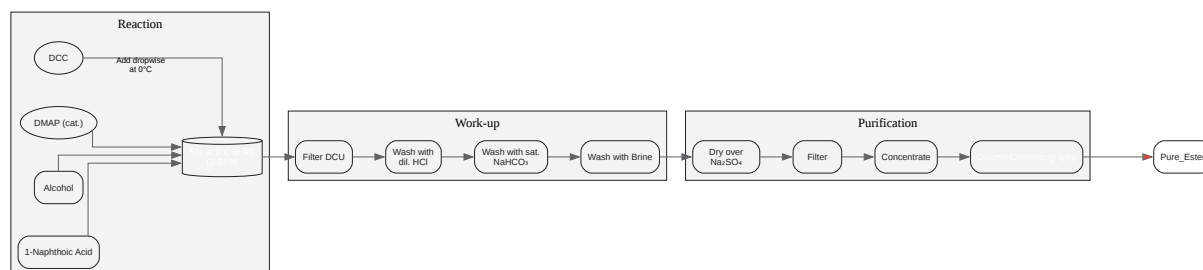 Reaction
DCC
Add dropwise
at 0°C
DMAP (cat.)
Alcohol
1-Naphthoic Acid
Work-up
Filter DCU
Wash with
dil. HCl
Wash with sat.
NaHCO₃
Wash with Brine
Purification
Dry over
Na₂SO₄
Filter
Concentrate
Pure_Ester